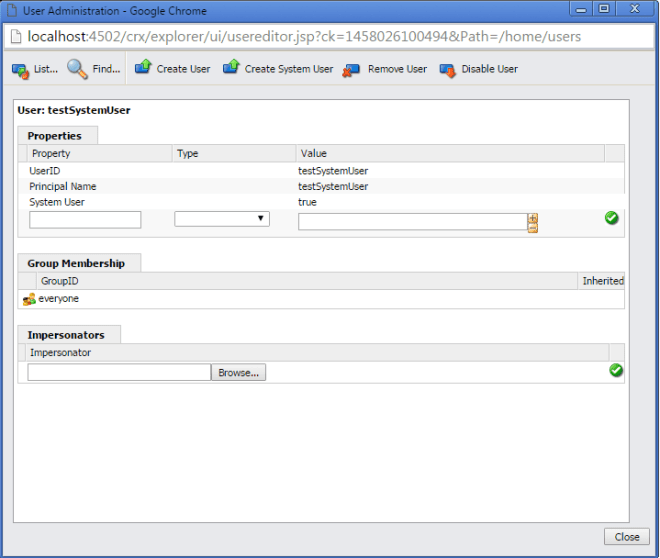 User Administration - Google Chrome
localhost:4502/crx/explorer/ui/usereditor.jsp?ck=1458026100494&Path=/home/users
List... Find... Create User Create System User Remove User Disable User
User: testSystemUser
Properties
Property Type Value
UserID testSystemUser
Principal Name testSystemUser
System User true
Group Membership
GroupID Inherited
everyone
Impersonators
Impersonator
Browse...
Close